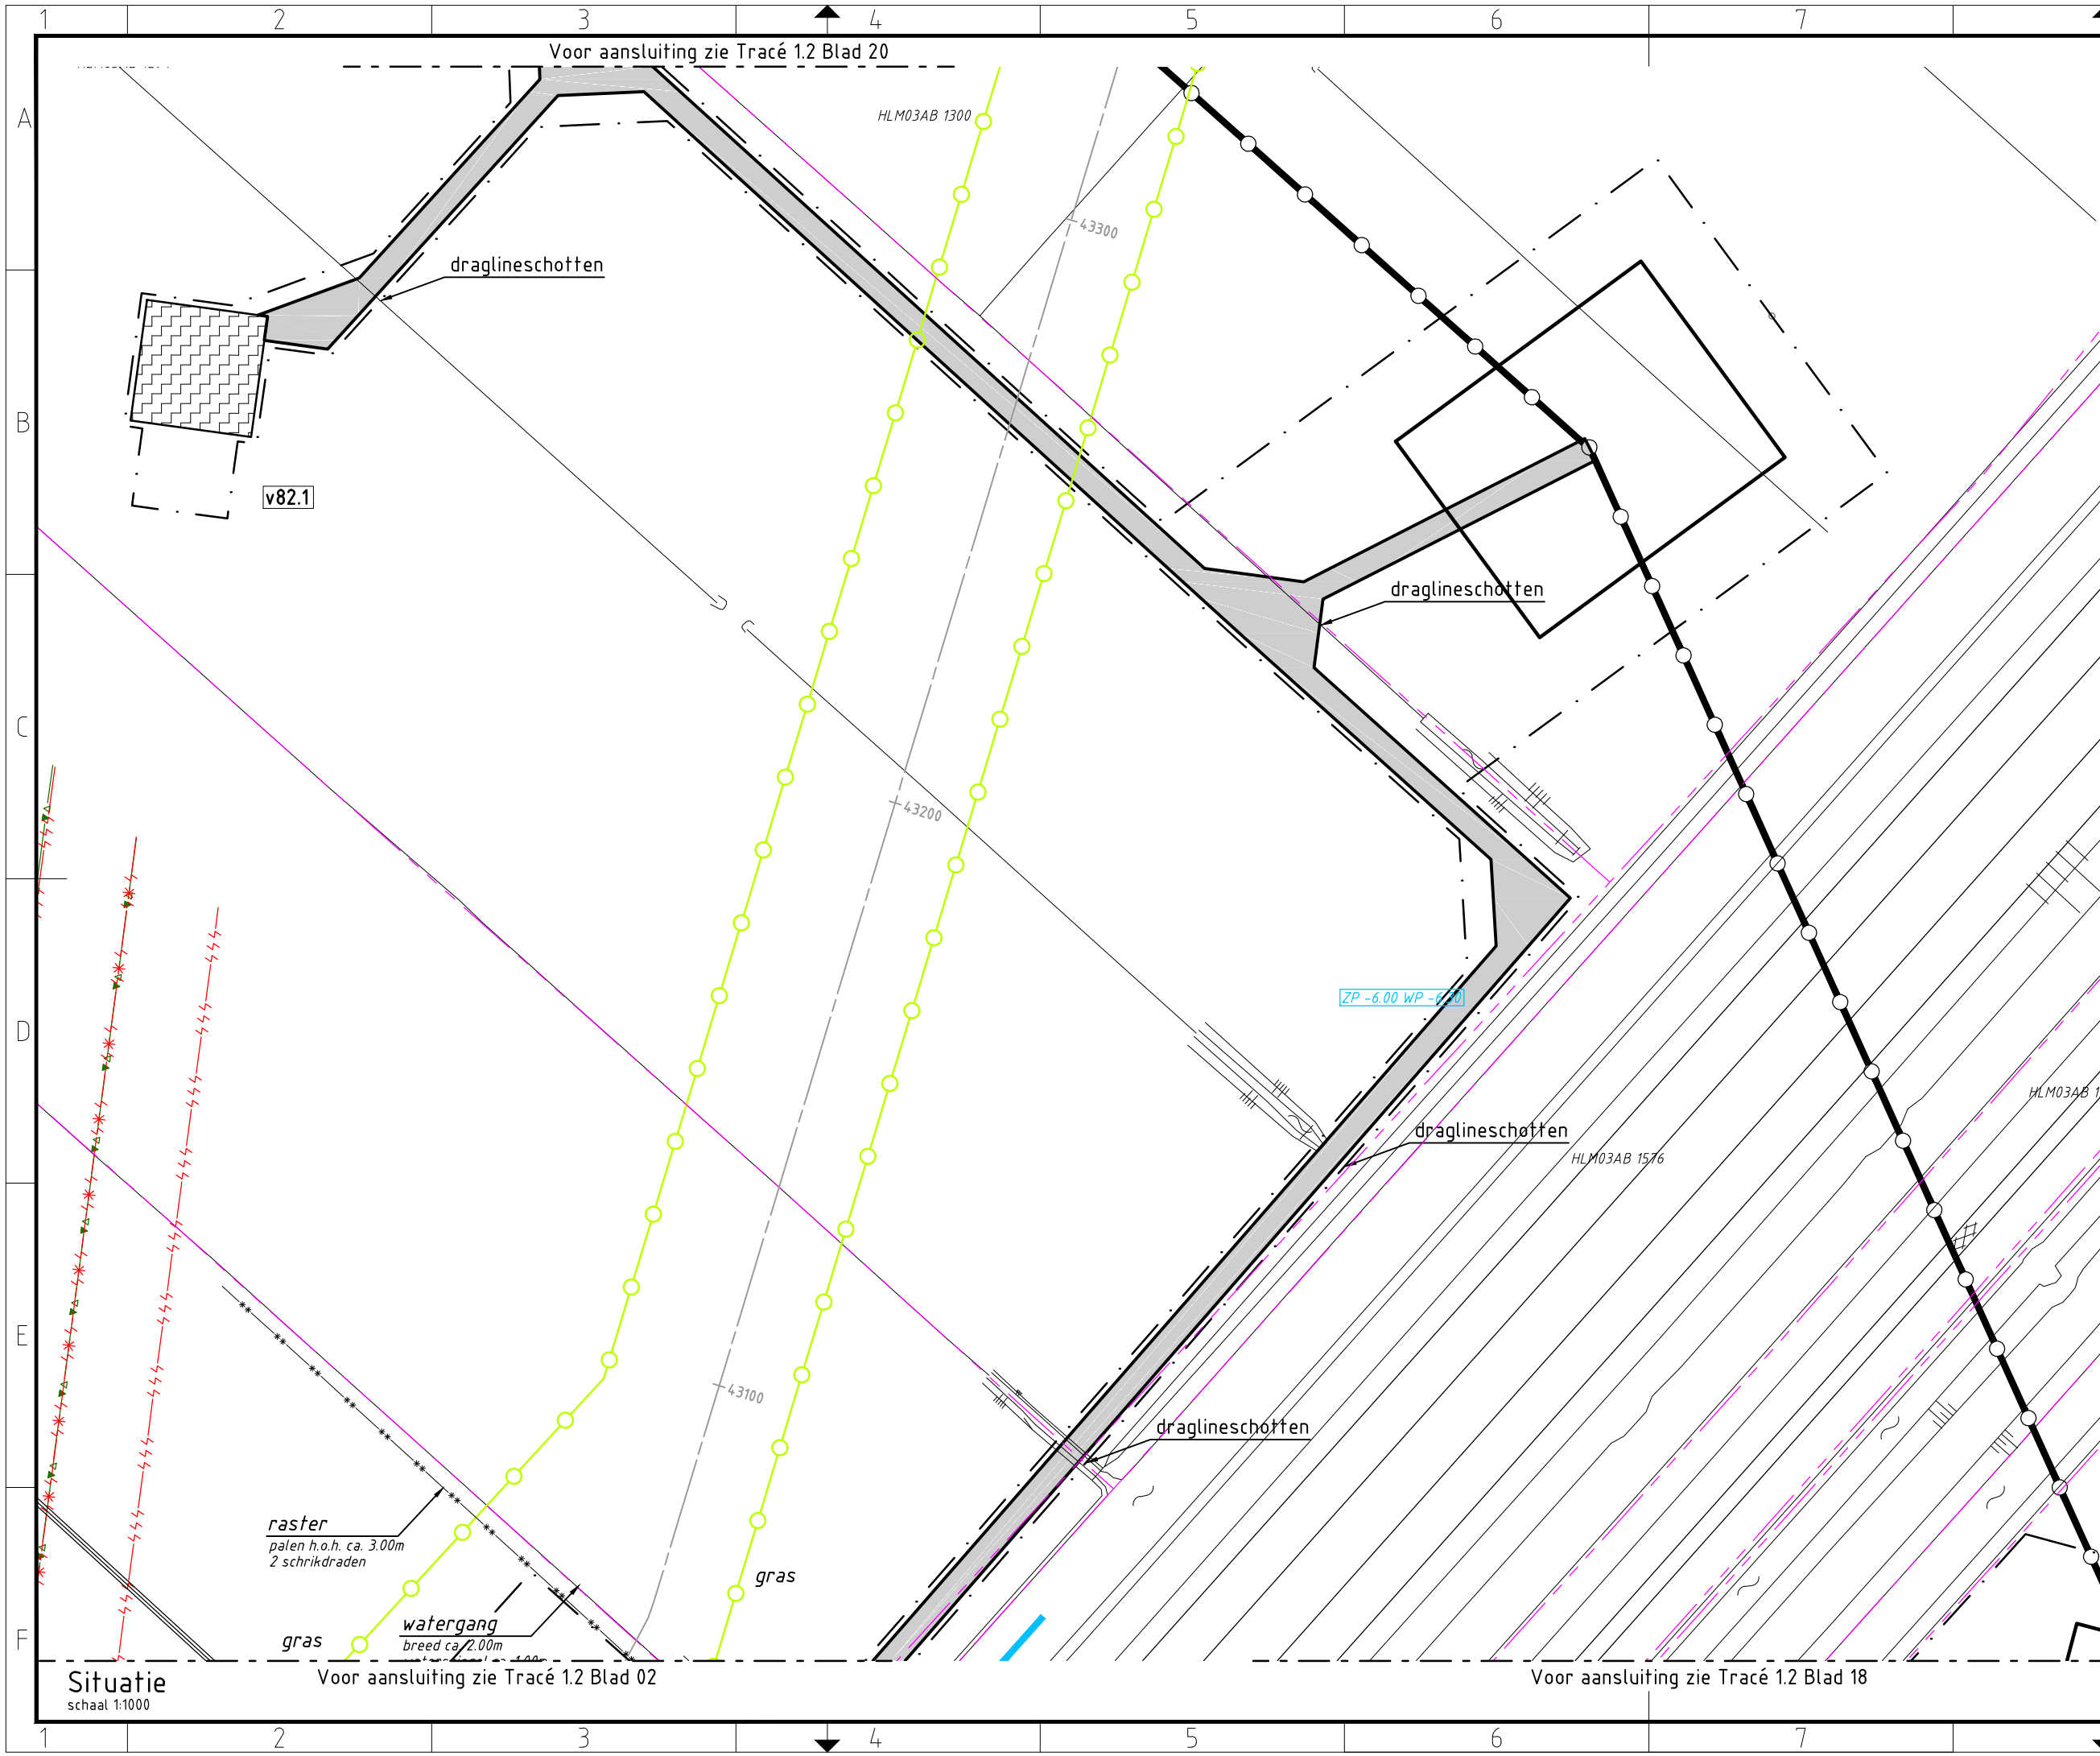 1 2 3 4 5 6 7
Voor aansluiting zie Tracé 1.2 Blad 20
A
HLM03AB 1300
43300
draglineschotten
B
v82.1
draglineschotten
C
43200
ZP -6.00 WP -6.30
D
HLM03AB 1
draglineschotten
HLM03AB 1576
E
43100
draglineschotten
raster
palen h.o.h. ca. 3.00m
2 schrikdraden
gras
watergang
breed ca. 2.00m
gras
F
Situatie
schaal 1:1000
Voor aansluiting zie Tracé 1.2 Blad 02
Voor aansluiting zie Tracé 1.2 Blad 18
1 2 3 4 5 6 7